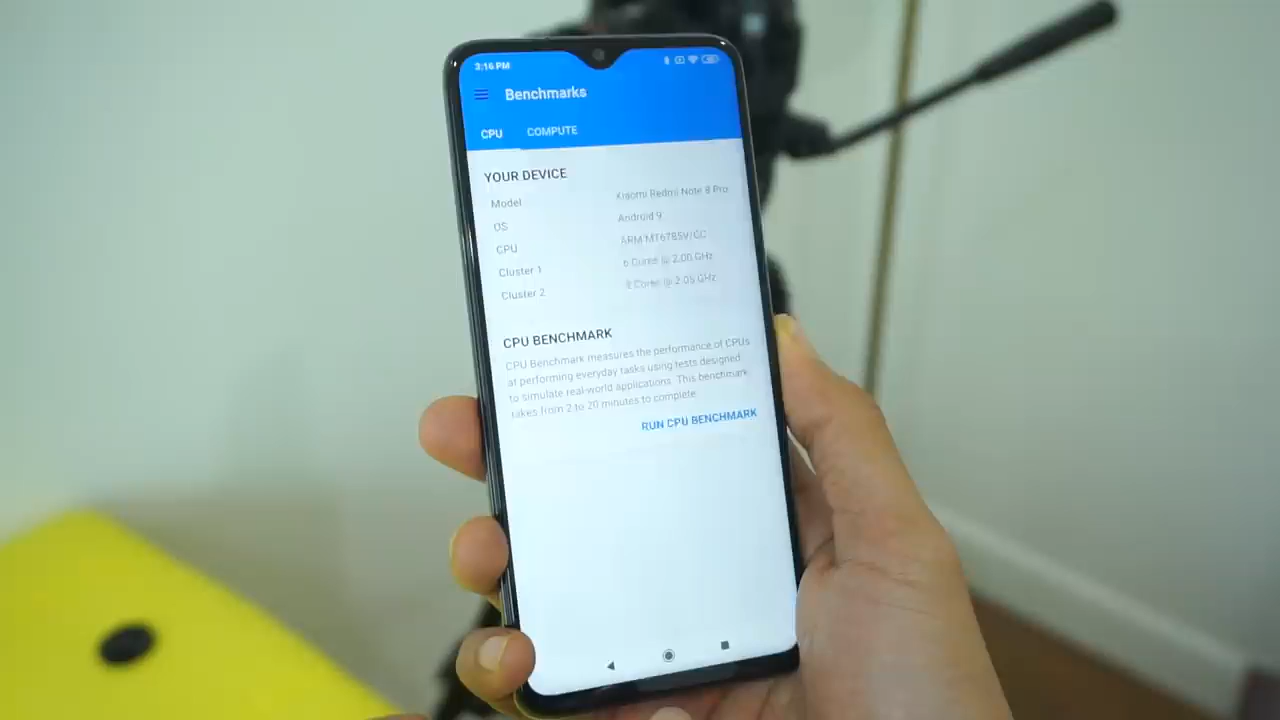 3:16 PM
Benchmarks
CPU COMPUTE
YOUR DEVICE
Model Xiaomi Redmi Note 8 Pro
OS Android 9
CPU ARM MT6785V/CC
Cluster 1 6 Cores @ 2.00 GHz
Cluster 2 2 Cores @ 2.05 GHz
CPU BENCHMARK
CPU Benchmark measures the performance of CPUs
at performing everyday tasks using tests designed
to simulate real-world applications. This benchmark
takes from 2 to 20 minutes to complete.
RUN CPU BENCHMARK